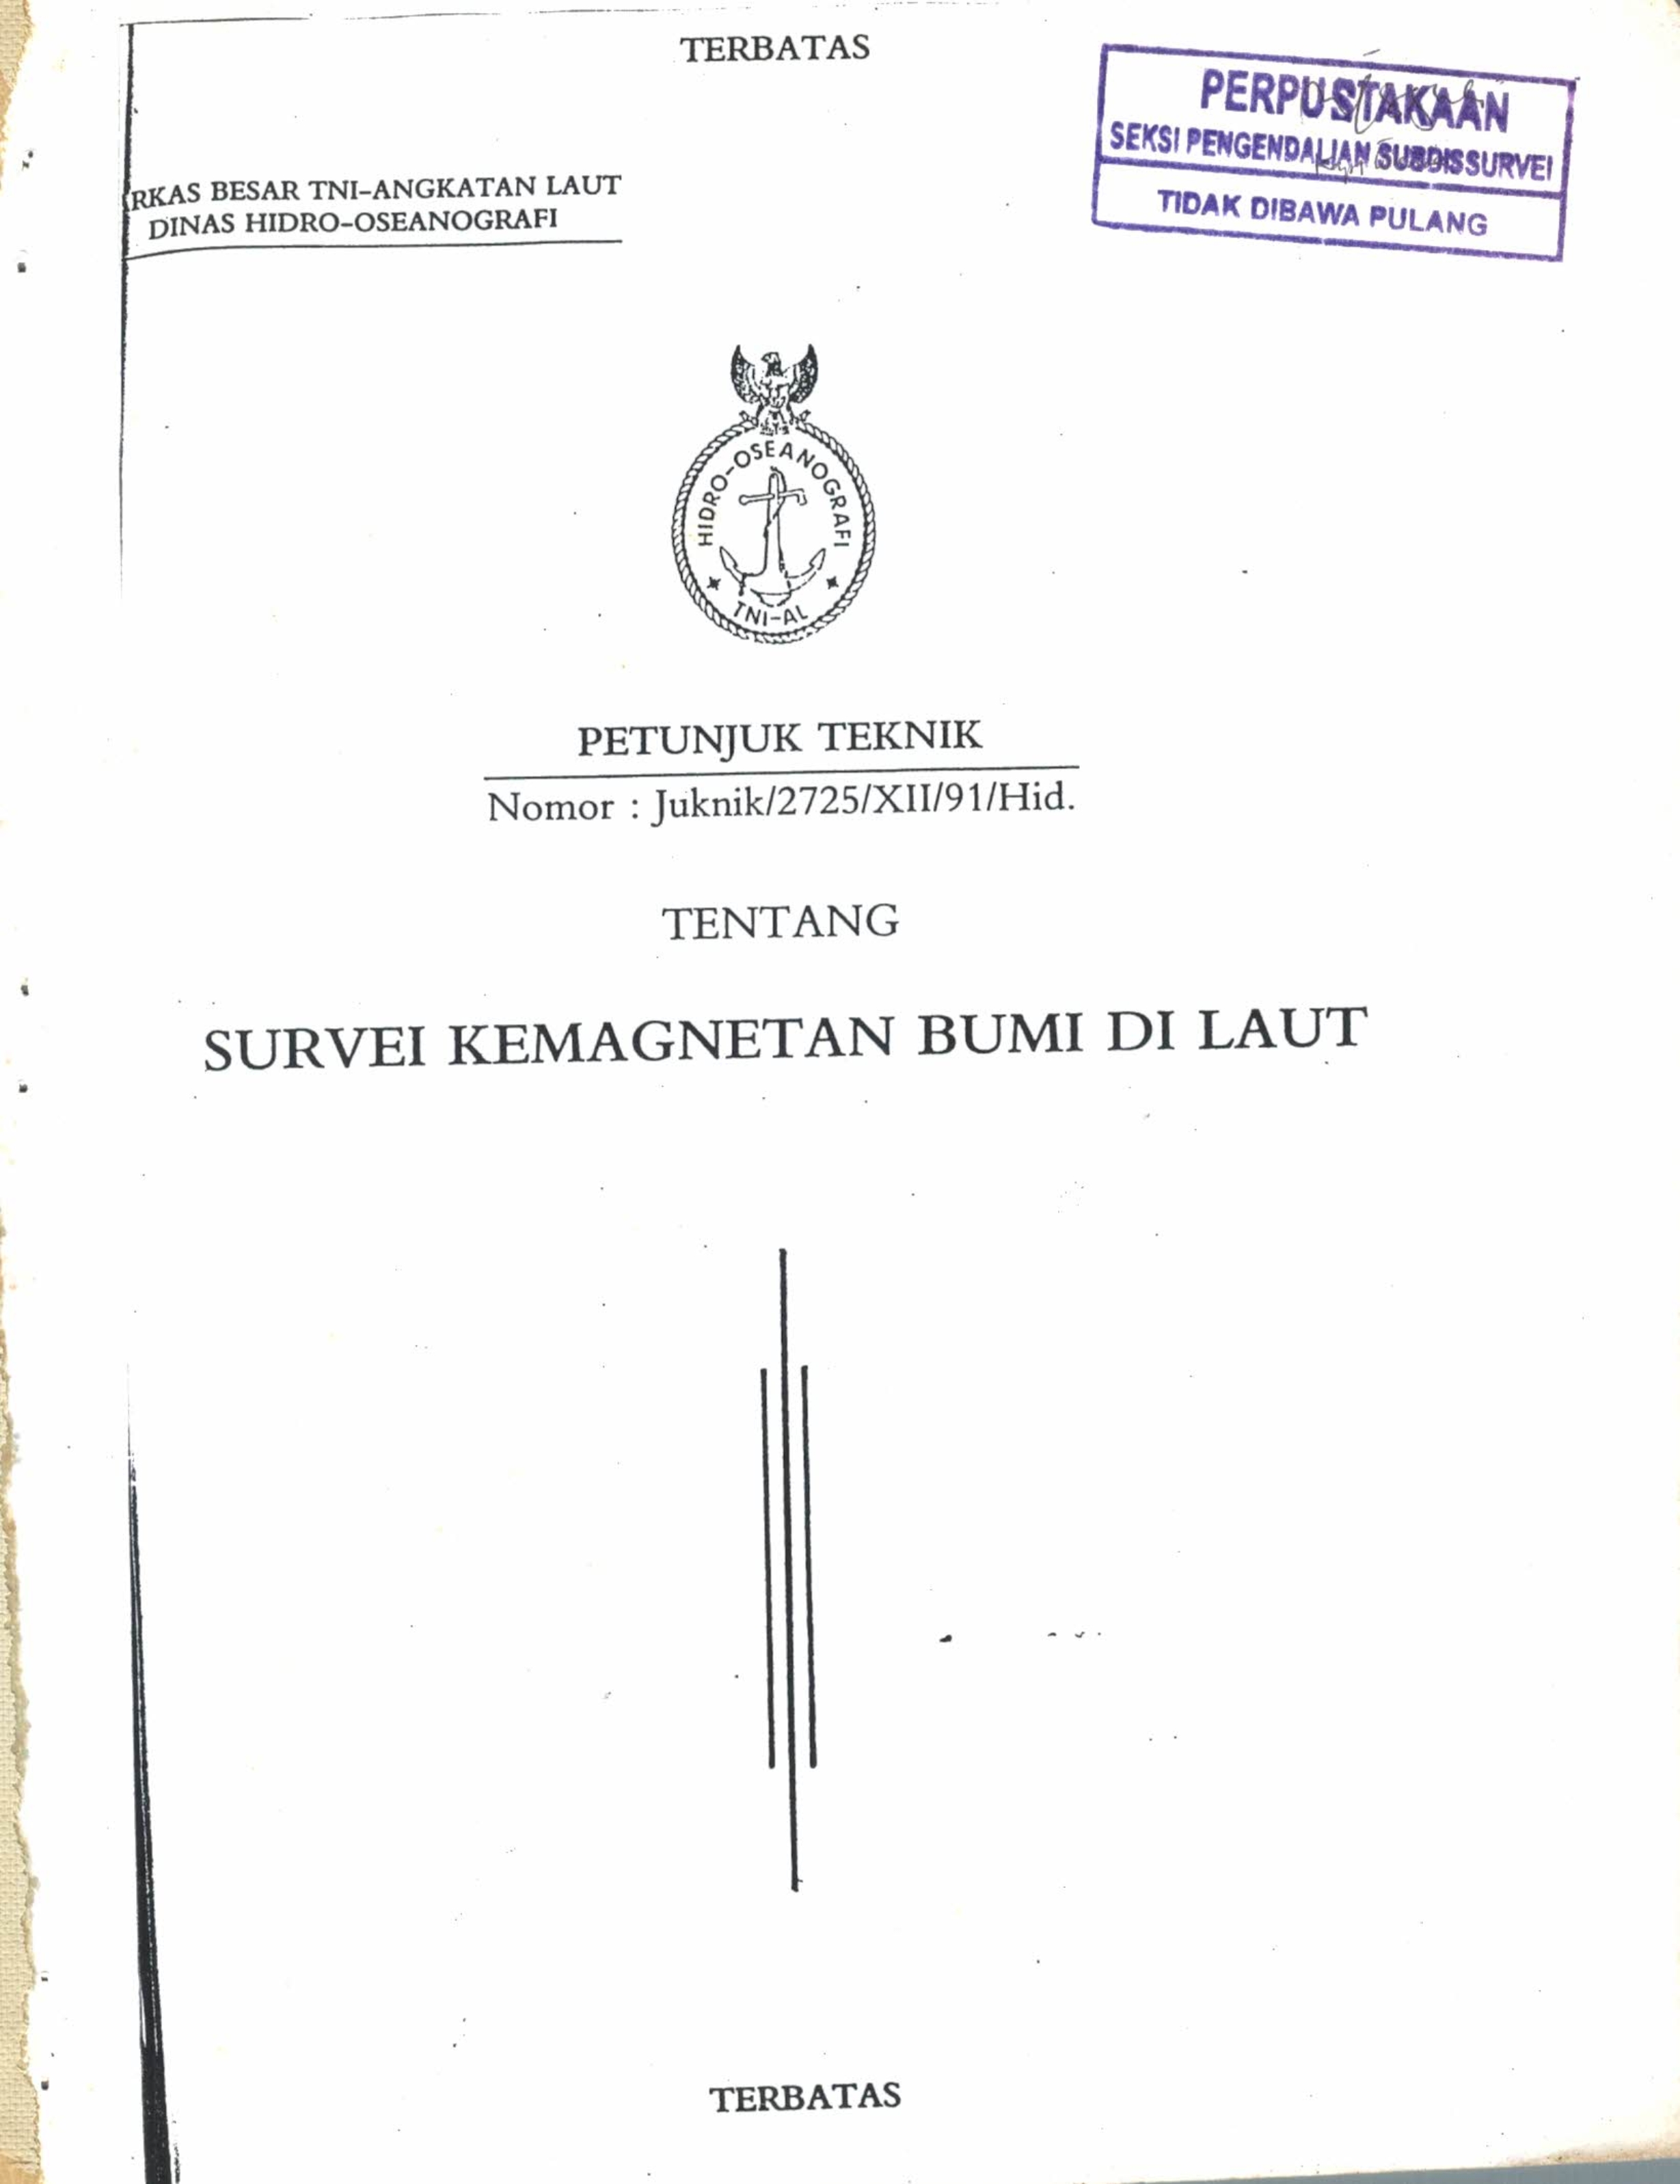 TERBATAS
PERPUSTAKAAN
SEKSI PENGENDALIAN SUBDISSURVEI
TIDAK DIBAWA PULANG
RKAS BESAR TNI-ANGKATAN LAUT
DINAS HIDRO-OSEANOGRAFI
HIDRO-OSEANOGRAFI
TNI-AL
PETUNJUK TEKNIK
Nomor : Juknik/2725/XII/91/Hid.
TENTANG
SURVEI KEMAGNETAN BUMI DI LAUT
TERBATAS